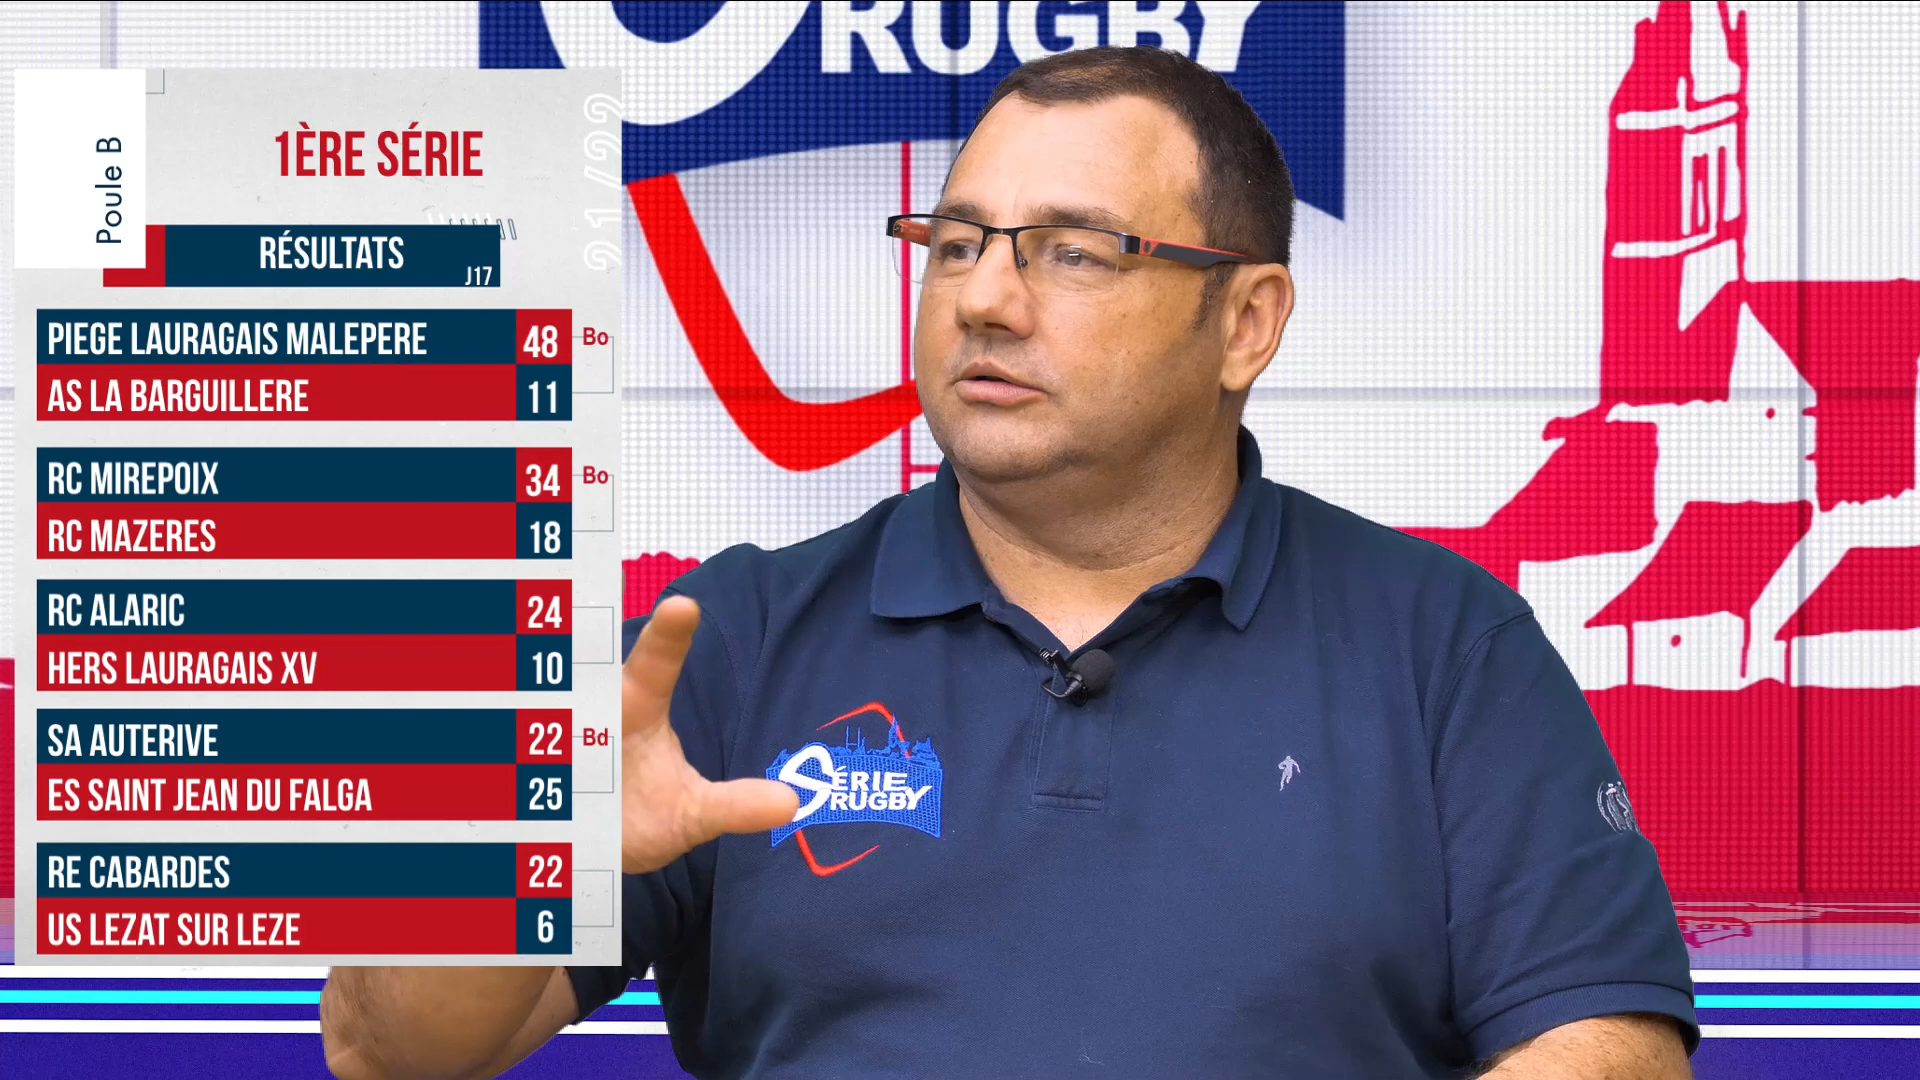 RUGBY
21/22
Poule B
1ÈRE SÉRIE
RÉSULTATS
J17
PIEGE LAURAGAIS MALEPERE 48 Bo
AS LA BARGUILLERE 11
RC MIREPOIX 34 Bo
RC MAZERES 18
RC ALARIC 24
HERS LAURAGAIS XV 10
SA AUTERIVE 22 Bd
ES SAINT JEAN DU FALGA 25
RE CABARDES 22
US LEZAT SUR LEZE 6
SÉRIE
RUGBY